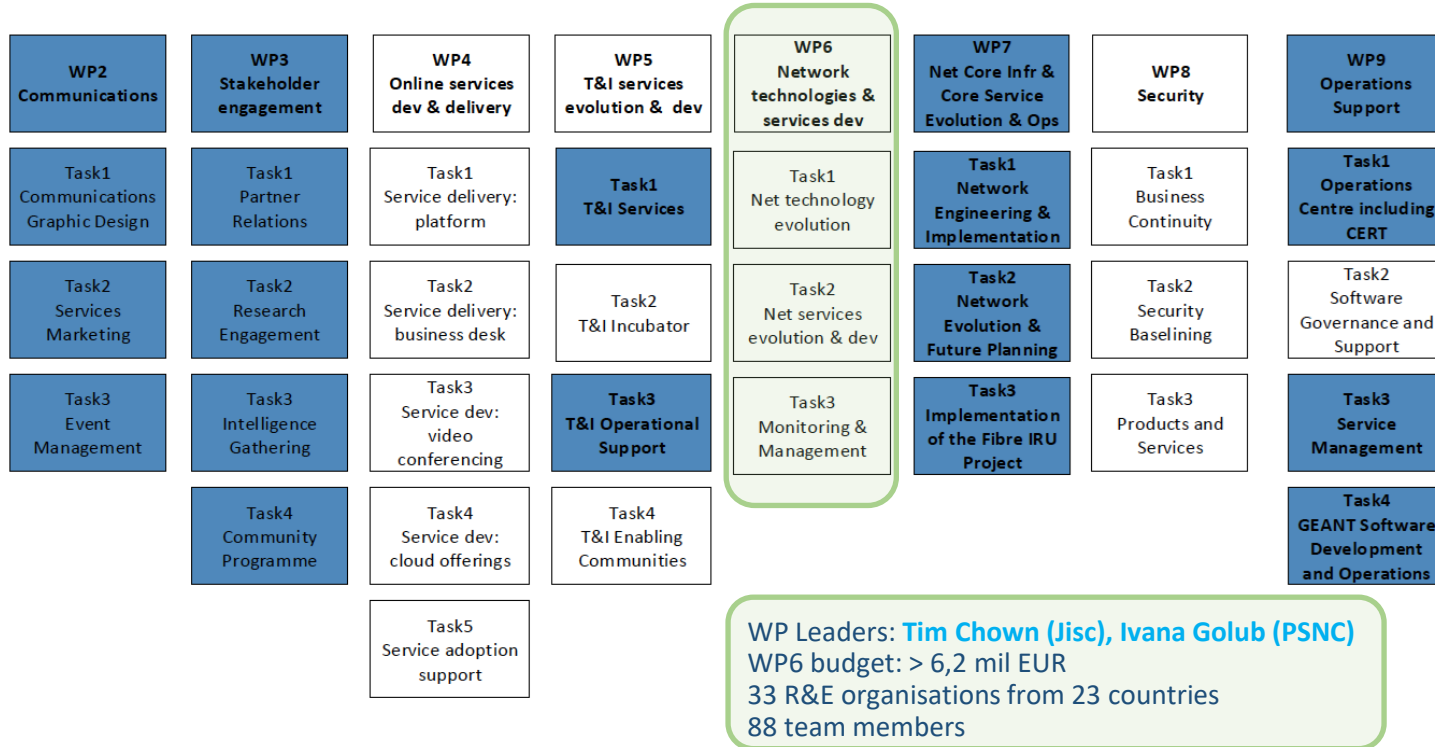 WP2
Communications
Task1
Communications
Graphic Design
Task2
Services
Marketing
Task3
Event
Management
WP3
Stakeholder
engagement
Task1
Partner
Relations
Task2
Research
Engagement
Task3
Intelligence
Gathering
Task4
Community
Programme
WP4
Online services
dev & delivery
Task1
Service delivery:
platform
Task2
Service delivery:
business desk
Task3
Service dev:
video
conferencing
Task4
Service dev:
cloud offerings
Task5
Service adoption
support
WP5
T&I services
evolution & dev
Task1
T&I Services
Task2
T&I Incubator
Task3
T&I Operational
Support
Task4
T&I Enabling
Communities
WP6
Network
technologies &
services dev
Task1
Net technology
evolution
Task2
Net services
evolution & dev
Task3
Monitoring &
Management
WP7
Net Core Infr &
Core Service
Evolution & Ops
Task1
Network
Engineering &
Implementation
Task2
Network
Evolution &
Future Planning
Task3
Implementation
of the Fibre IRU
Project
WP8
Security
Task1
Business
Continuity
Task2
Security
Baselining
Task3
Products and
Services
WP9
Operations
Support
Task1
Operations
Centre including
CERT
Task2
Software
Governance and
Support
Task3
Service
Management
Task4
GEANT Software
Development
and Operations
WP Leaders: Tim Chown (Jisc), Ivana Golub (PSNC)
WP6 budget: > 6,2 mil EUR
33 R&E organisations from 23 countries
88 team members